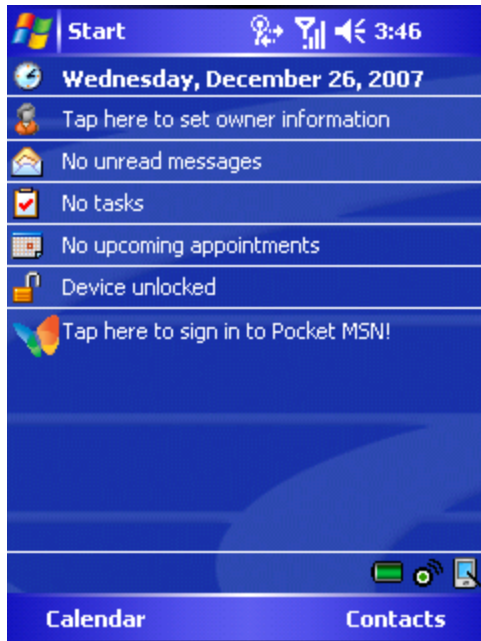 Start 3:46
Wednesday, December 26, 2007
Tap here to set owner information
No unread messages
No tasks
No upcoming appointments
Device unlocked
Tap here to sign in to Pocket MSN!
Calendar Contacts